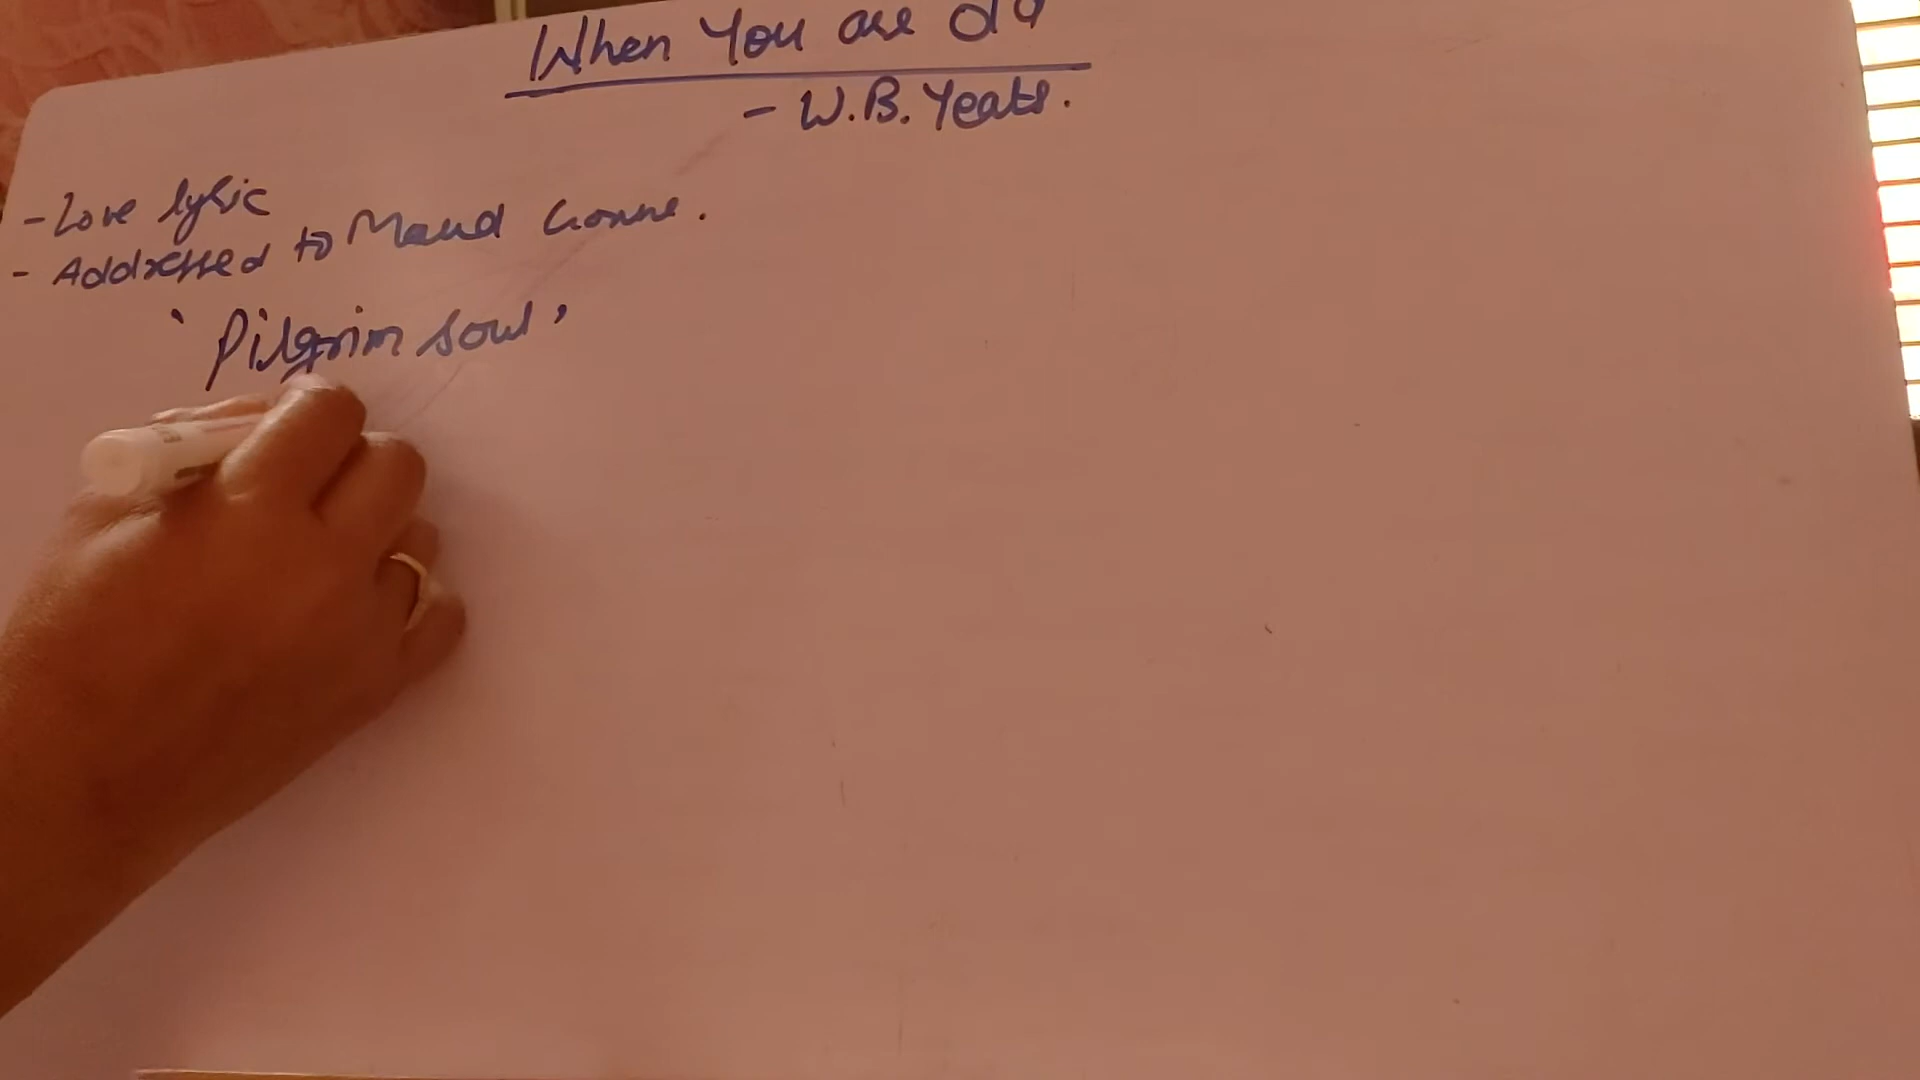 When You are old
- W.B. Yeats.
- Love lyric
- Addressed to Maud Gonne.
' Pilgrim soul '